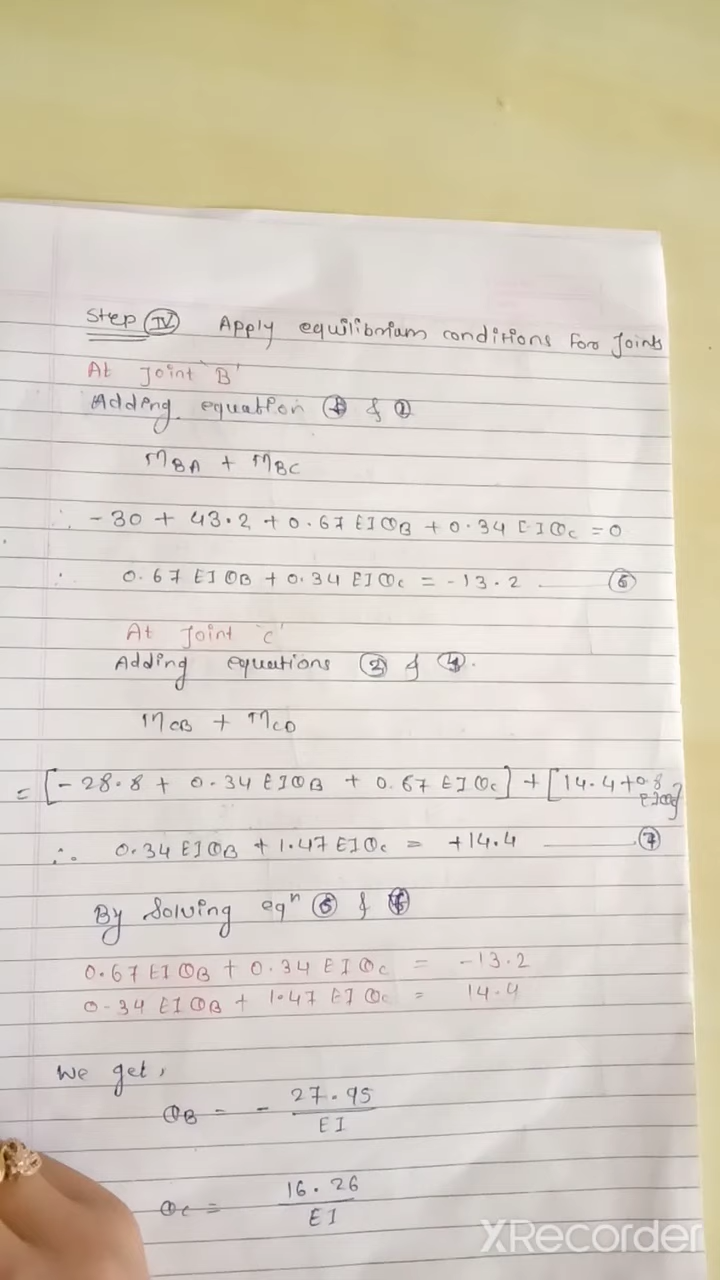 Step IV Apply equilibriam conditions For Joints
At Joint 'B'
Adding equation & ②
MBA + MBC
∴ -30 + 43.2 + 0.67 EIθB + 0.34 EIθc = 0
∴ 0.67 EIθB + 0.34 EIθc = -13.2 ⑥
At Joint 'C'
Adding equations ③ & ④.
MCB + MCD
= [-28.8 + 0.34 EIθB + 0.67 EIθc] + [14.4+0.8 EIθc]
∴ 0.34 EIθB + 1.47 EIθc = +14.4 ⑦
By Solving eqn ⑥ &
0.67 EIθB + 0.34 EIθc = -13.2
0.34 EIθB + 1.47 EIθc = 14.4
We get,
θB = - 27.95/EI
θc = 16.26/EI
XRecorder